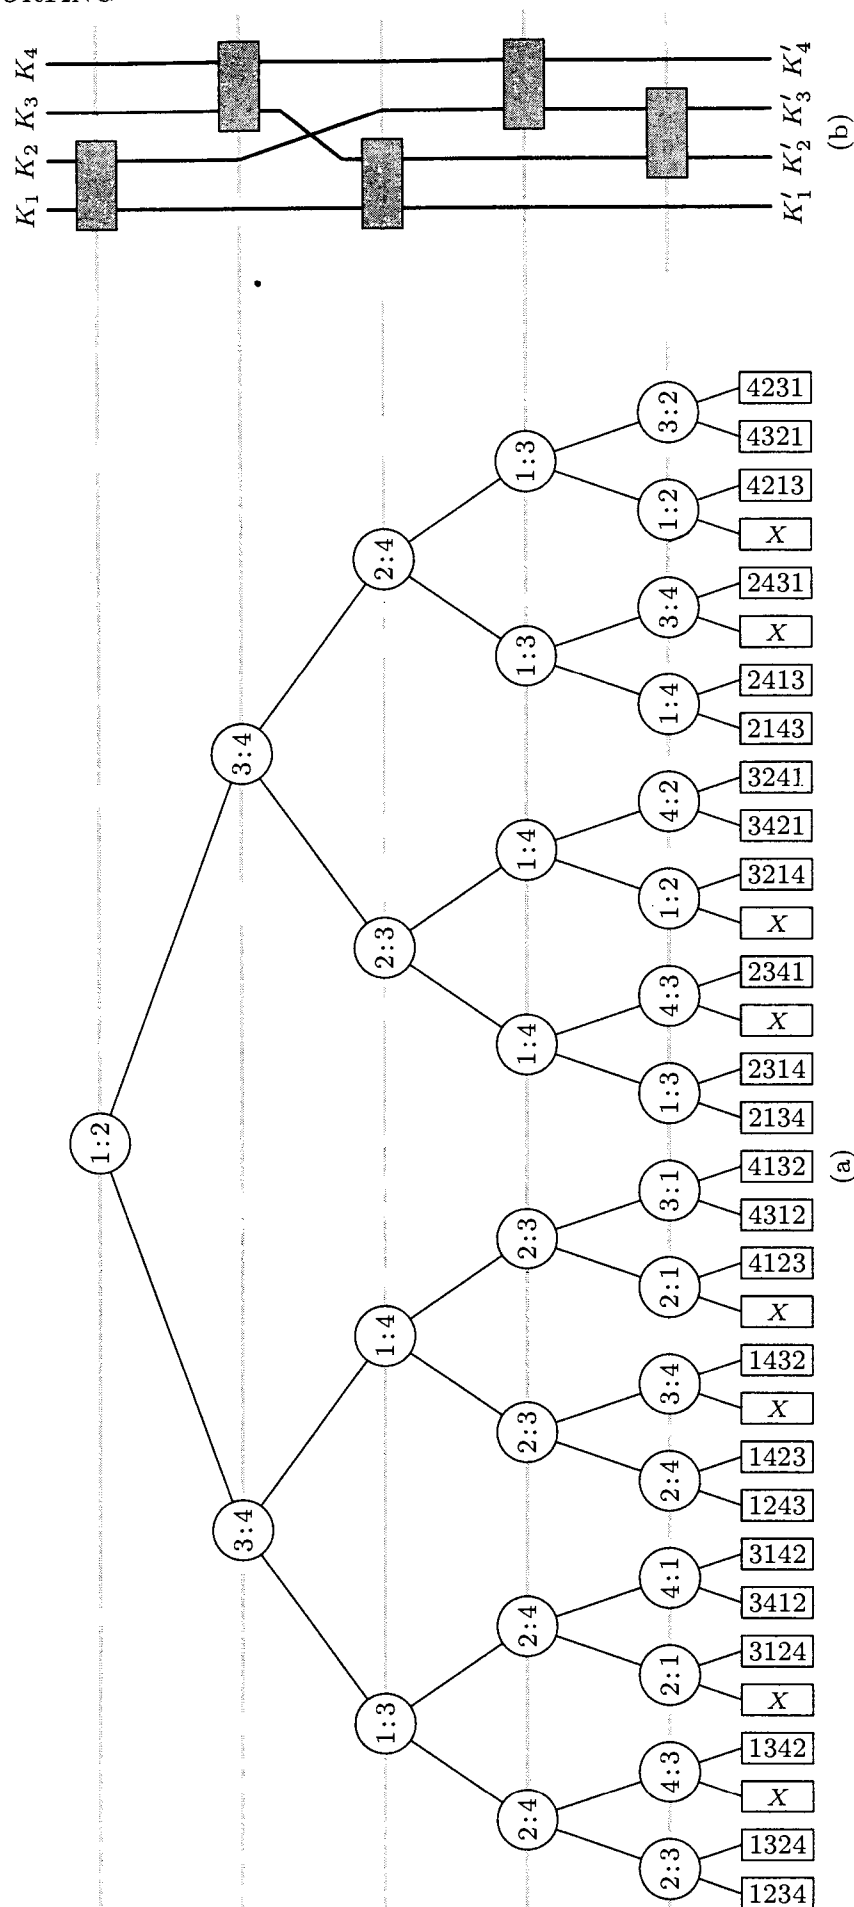 K₁ K₂ K₃ K₄
K′₁ K′₂ K′₃ K′₄
(b)
1:2
3:4 3:4
1:3 1:4 2:3 2:4
2:4 2:4 2:3 2:3 1:4 1:4 1:3 1:3
2:3 4:3 2:1 4:1 2:4 3:4 2:1 3:1 1:3 4:3 1:2 4:2 1:4 3:4 1:2 3:2
1234 1324 X 1342 X 3124 3412 3142 1243 1423 X 1432 X 4123 4312 4132 2134 2314 X 2341 X 3214 3421 3241 2143 2413 X 2431 X 4213 4321 4231
(a)